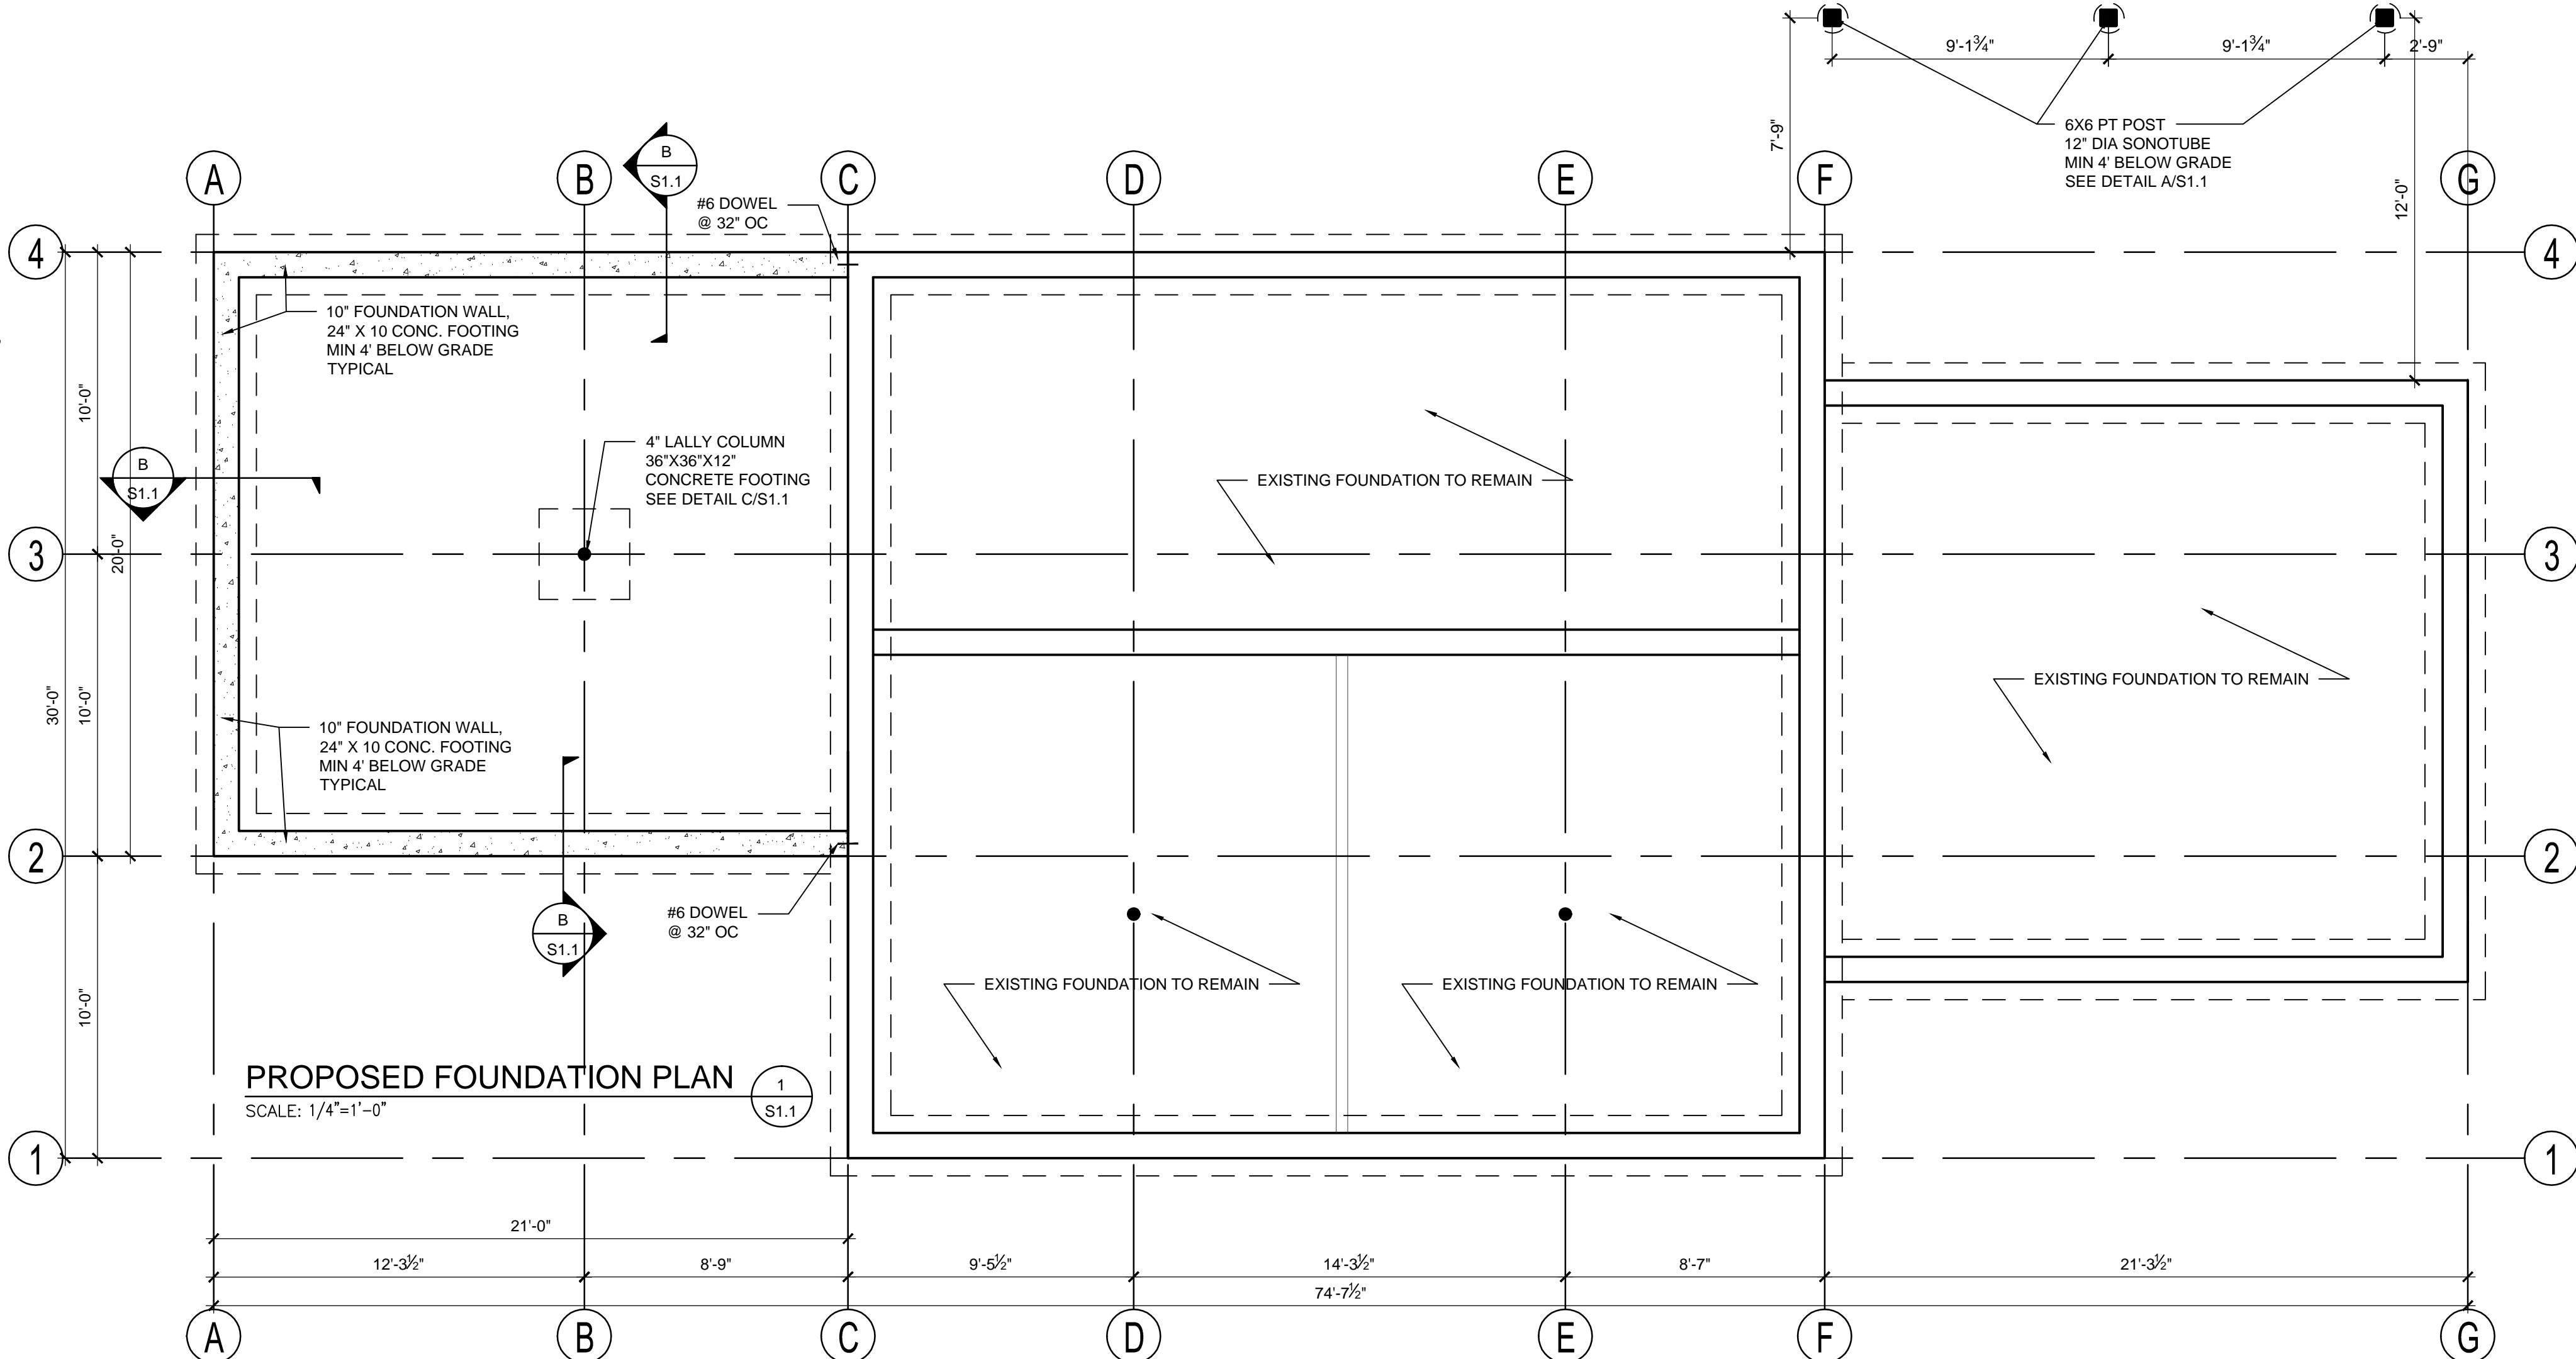 9'-1¾"
9'-1¾"
2'-9"
7'-9"
6X6 PT POST
12" DIA SONOTUBE
MIN 4' BELOW GRADE
SEE DETAIL A/S1.1
12'-0"
A
B
B
S1.1
C
D
E
F
G
#6 DOWEL
@ 32" OC
4
4
10" FOUNDATION WALL,
24" X 10 CONC. FOOTING
MIN 4' BELOW GRADE
TYPICAL
10'-0"
4" LALLY COLUMN
36"X36"X12"
CONCRETE FOOTING
SEE DETAIL C/S1.1
EXISTING FOUNDATION TO REMAIN
B
S1.1
3
20'-0"
3
EXISTING FOUNDATION TO REMAIN
30'-0"
10'-0"
10" FOUNDATION WALL,
24" X 10 CONC. FOOTING
MIN 4' BELOW GRADE
TYPICAL
2
2
#6 DOWEL
@ 32" OC
B
S1.1
EXISTING FOUNDATION TO REMAIN
EXISTING FOUNDATION TO REMAIN
10'-0"
PROPOSED FOUNDATION PLAN
SCALE: 1/4"=1'-0"
1
S1.1
1
1
21'-0"
12'-3½"
8'-9"
9'-5½"
14'-3½"
8'-7"
21'-3½"
74'-7½"
A
B
C
D
E
F
G